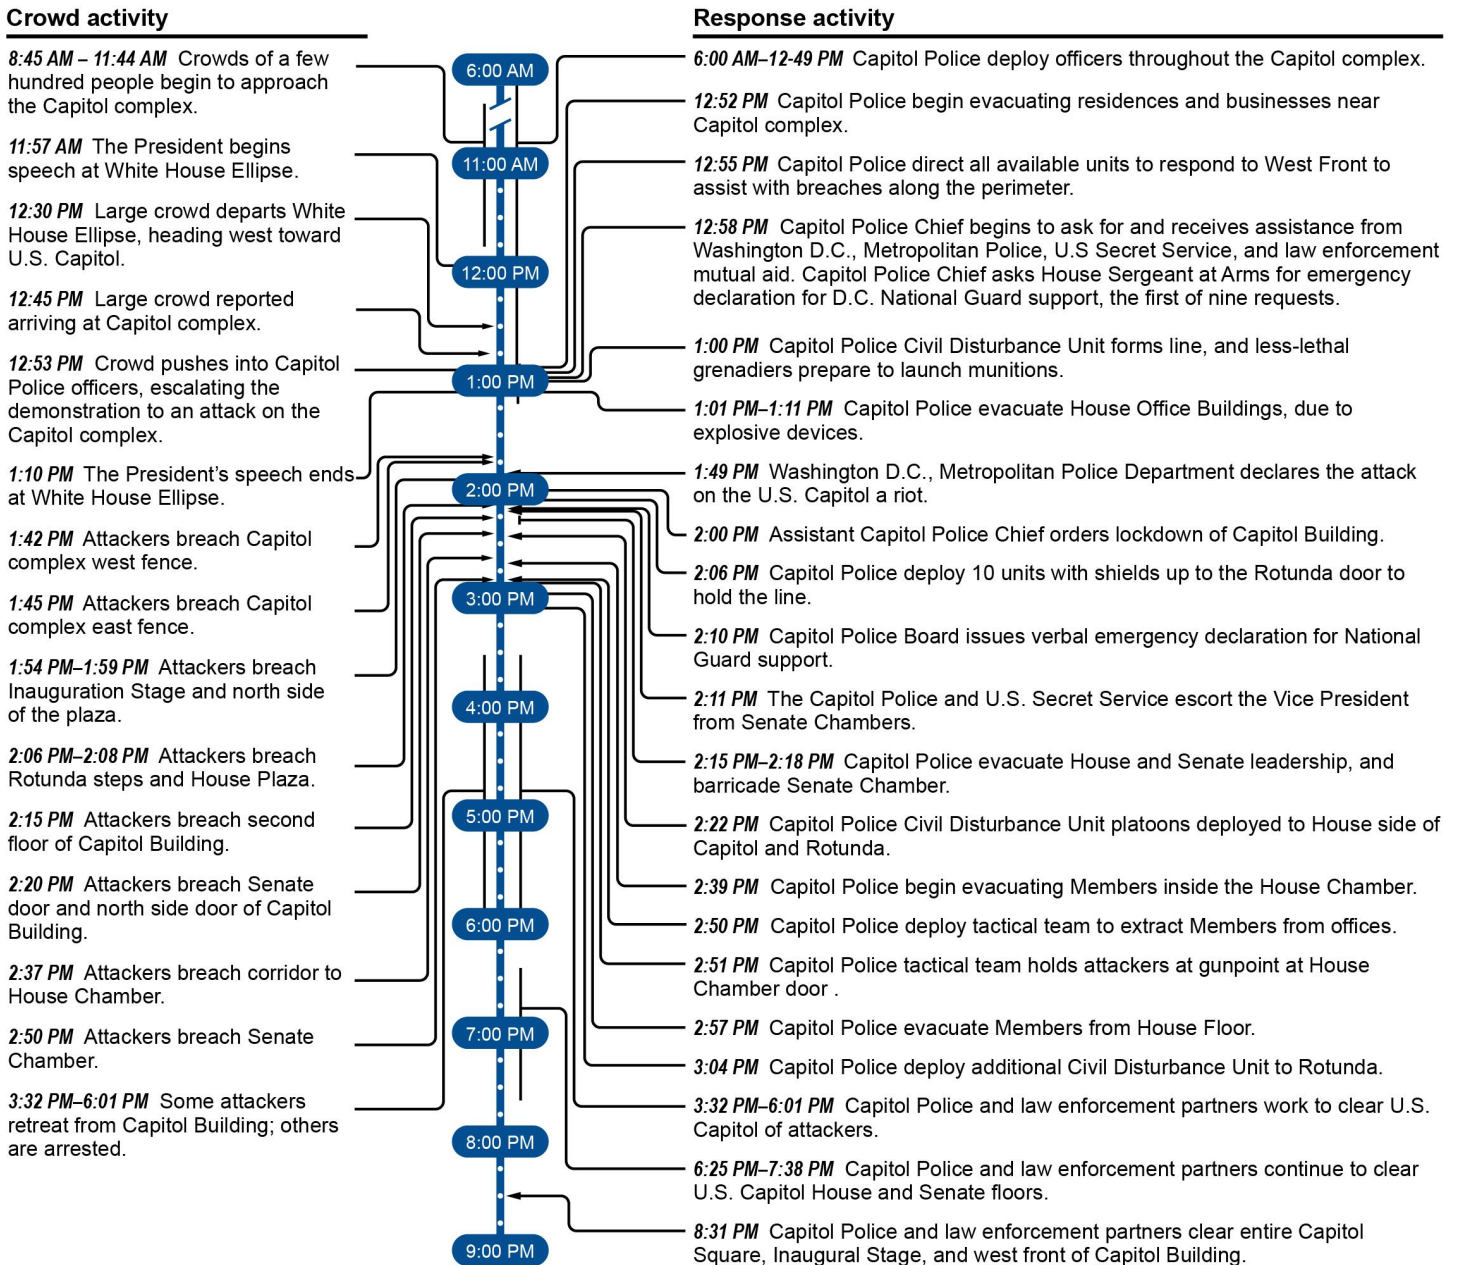 Crowd activity
8:45 AM – 11:44 AM Crowds of a few
hundred people begin to approach
the Capitol complex.
11:57 AM The President begins
speech at White House Ellipse.
12:30 PM Large crowd departs White
House Ellipse, heading west toward
U.S. Capitol.
12:45 PM Large crowd reported
arriving at Capitol complex.
12:53 PM Crowd pushes into Capitol
Police officers, escalating the
demonstration to an attack on the
Capitol complex.
1:10 PM The President’s speech ends
at White House Ellipse.
1:42 PM Attackers breach Capitol
complex west fence.
1:45 PM Attackers breach Capitol
complex east fence.
1:54 PM–1:59 PM Attackers breach
Inauguration Stage and north side
of the plaza.
2:06 PM–2:08 PM Attackers breach
Rotunda steps and House Plaza.
2:15 PM Attackers breach second
floor of Capitol Building.
2:20 PM Attackers breach Senate
door and north side door of Capitol
Building.
2:37 PM Attackers breach corridor to
House Chamber.
2:50 PM Attackers breach Senate
Chamber.
3:32 PM–6:01 PM Some attackers
retreat from Capitol Building; others
are arrested.
6:00 AM
11:00 AM
12:00 PM
1:00 PM
2:00 PM
3:00 PM
4:00 PM
5:00 PM
6:00 PM
7:00 PM
8:00 PM
9:00 PM
Response activity
6:00 AM–12-49 PM Capitol Police deploy officers throughout the Capitol complex.
12:52 PM Capitol Police begin evacuating residences and businesses near
Capitol complex.
12:55 PM Capitol Police direct all available units to respond to West Front to
assist with breaches along the perimeter.
12:58 PM Capitol Police Chief begins to ask for and receives assistance from
Washington D.C., Metropolitan Police, U.S Secret Service, and law enforcement
mutual aid. Capitol Police Chief asks House Sergeant at Arms for emergency
declaration for D.C. National Guard support, the first of nine requests.
1:00 PM Capitol Police Civil Disturbance Unit forms line, and less-lethal
grenadiers prepare to launch munitions.
1:01 PM–1:11 PM Capitol Police evacuate House Office Buildings, due to
explosive devices.
1:49 PM Washington D.C., Metropolitan Police Department declares the attack
on the U.S. Capitol a riot.
2:00 PM Assistant Capitol Police Chief orders lockdown of Capitol Building.
2:06 PM Capitol Police deploy 10 units with shields up to the Rotunda door to
hold the line.
2:10 PM Capitol Police Board issues verbal emergency declaration for National
Guard support.
2:11 PM The Capitol Police and U.S. Secret Service escort the Vice President
from Senate Chambers.
2:15 PM–2:18 PM Capitol Police evacuate House and Senate leadership, and
barricade Senate Chamber.
2:22 PM Capitol Police Civil Disturbance Unit platoons deployed to House side of
Capitol and Rotunda.
2:39 PM Capitol Police begin evacuating Members inside the House Chamber.
2:50 PM Capitol Police deploy tactical team to extract Members from offices.
2:51 PM Capitol Police tactical team holds attackers at gunpoint at House
Chamber door .
2:57 PM Capitol Police evacuate Members from House Floor.
3:04 PM Capitol Police deploy additional Civil Disturbance Unit to Rotunda.
3:32 PM–6:01 PM Capitol Police and law enforcement partners work to clear U.S.
Capitol of attackers.
6:25 PM–7:38 PM Capitol Police and law enforcement partners continue to clear
U.S. Capitol House and Senate floors.
8:31 PM Capitol Police and law enforcement partners clear entire Capitol
Square, Inaugural Stage, and west front of Capitol Building.